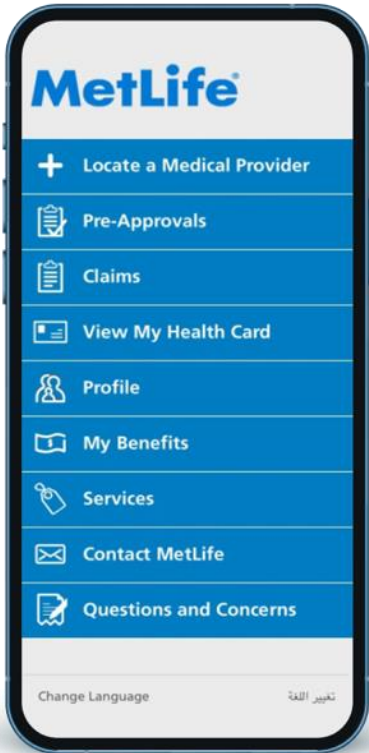 MetLife
Locate a Medical Provider
Pre-Approvals
Claims
View My Health Card
Profile
My Benefits
Services
Contact MetLife
Questions and Concerns
Change Language تغيير اللغة